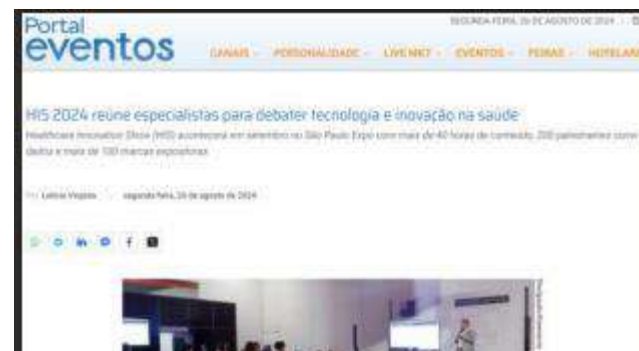 Portal
eventos
SEGUNDA-FEIRA, 26 DE AGOSTO DE 2024
CANAIS PERSONALIDADE LIVE MKT EVENTOS FEIRAS HOTELARIA
HIS 2024 reúne especialistas para debater tecnologia e inovação na saúde
Healthcare Innovation Show (HIS) acontecerá em setembro no São Paulo Expo com mais de 40 horas de conteúdo, 200 palestrantes
e mais de 100 marcas expositoras
segunda-feira, 26 de agosto de 2024